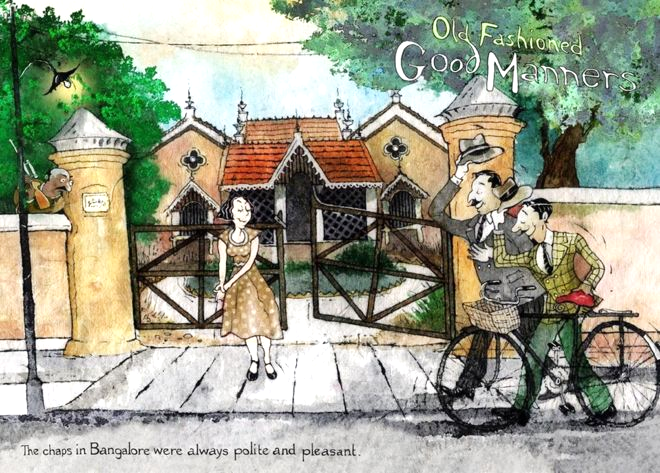 Old Fashioned
Good Manners
The chaps in Bangalore were always polite and pleasant.